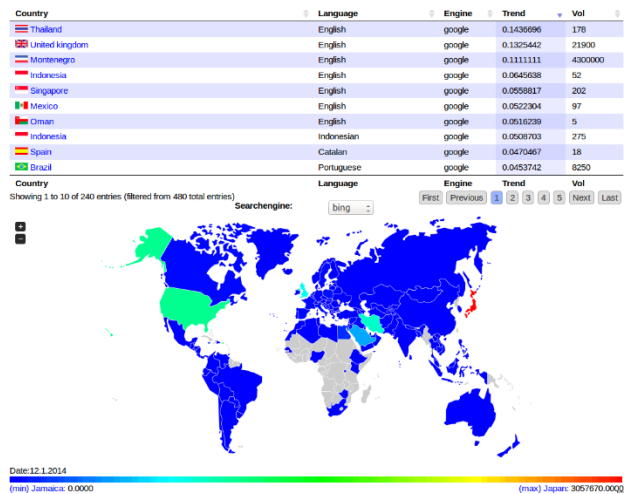 Country Language Engine Trend Vol
Thailand English google 0.1436696 178
United kingdom English google 0.1325442 21900
Montenegro English google 0.1111111 4300000
Indonesia English google 0.0645638 52
Singapore English google 0.0558817 202
Mexico English google 0.0522304 97
Oman English google 0.0516239 5
Indonesia Indonesian google 0.0508703 275
Spain Catalan google 0.0470467 18
Brazil Portuguese google 0.0453742 8250
Country Language Engine Trend Vol
Showing 1 to 10 of 240 entries (filtered from 480 total entries) First Previous 1 2 3 4 5 Next Last
Searchengine: bing
+
-
Date:12.1.2014
(min) Jamaica: 0.0000 (max) Japan: 3057670.0000